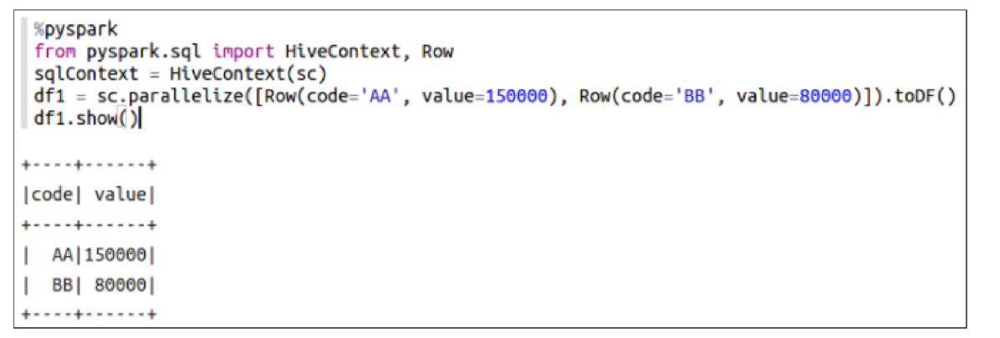 %pyspark
from pyspark.sql import HiveContext, Row
sqlContext = HiveContext(sc)
df1 = sc.parallelize([Row(code='AA', value=150000), Row(code='BB', value=80000)]).toDF()
df1.show()
+----+------+
|code| value|
+----+------+
|  AA|150000|
|  BB| 80000|
+----+------+